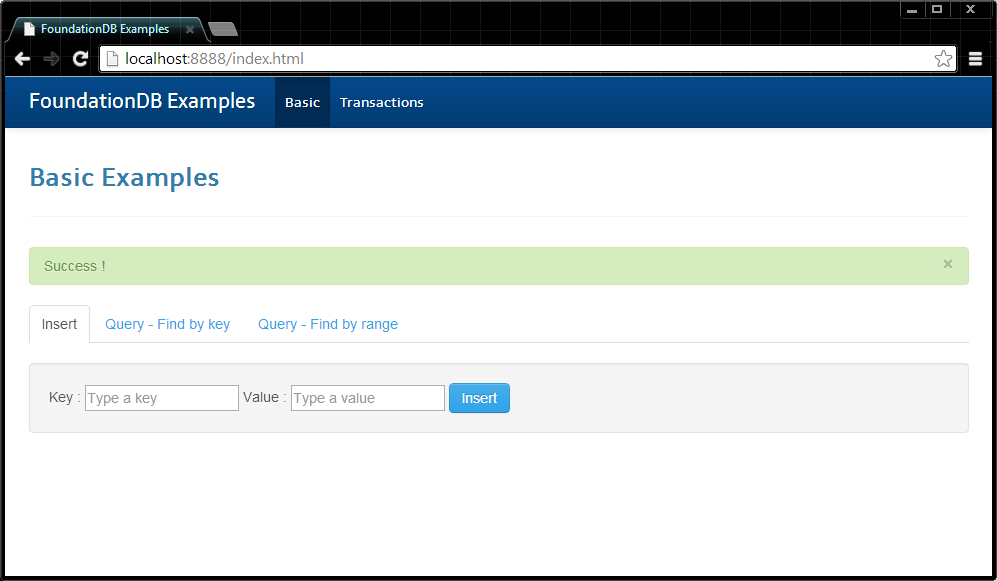 FoundationDB Examples
localhost:8888/index.html
FoundationDB Examples Basic Transactions
Basic Examples
Success !
Insert Query - Find by key Query - Find by range
Key : Type a key Value : Type a value Insert